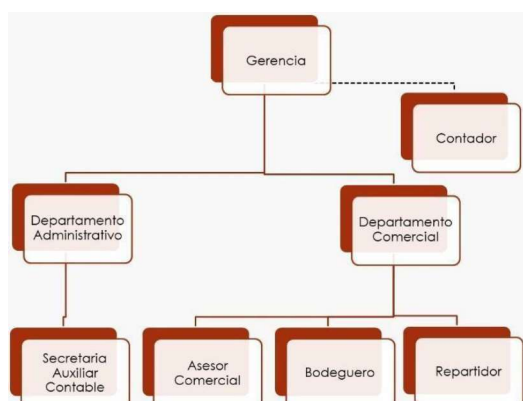 Gerencia
Contador
Departamento
Administrativo
Departamento
Comercial
Secretaria
Auxiliar
Contable
Asesor
Comercial
Bodeguero
Repartidor